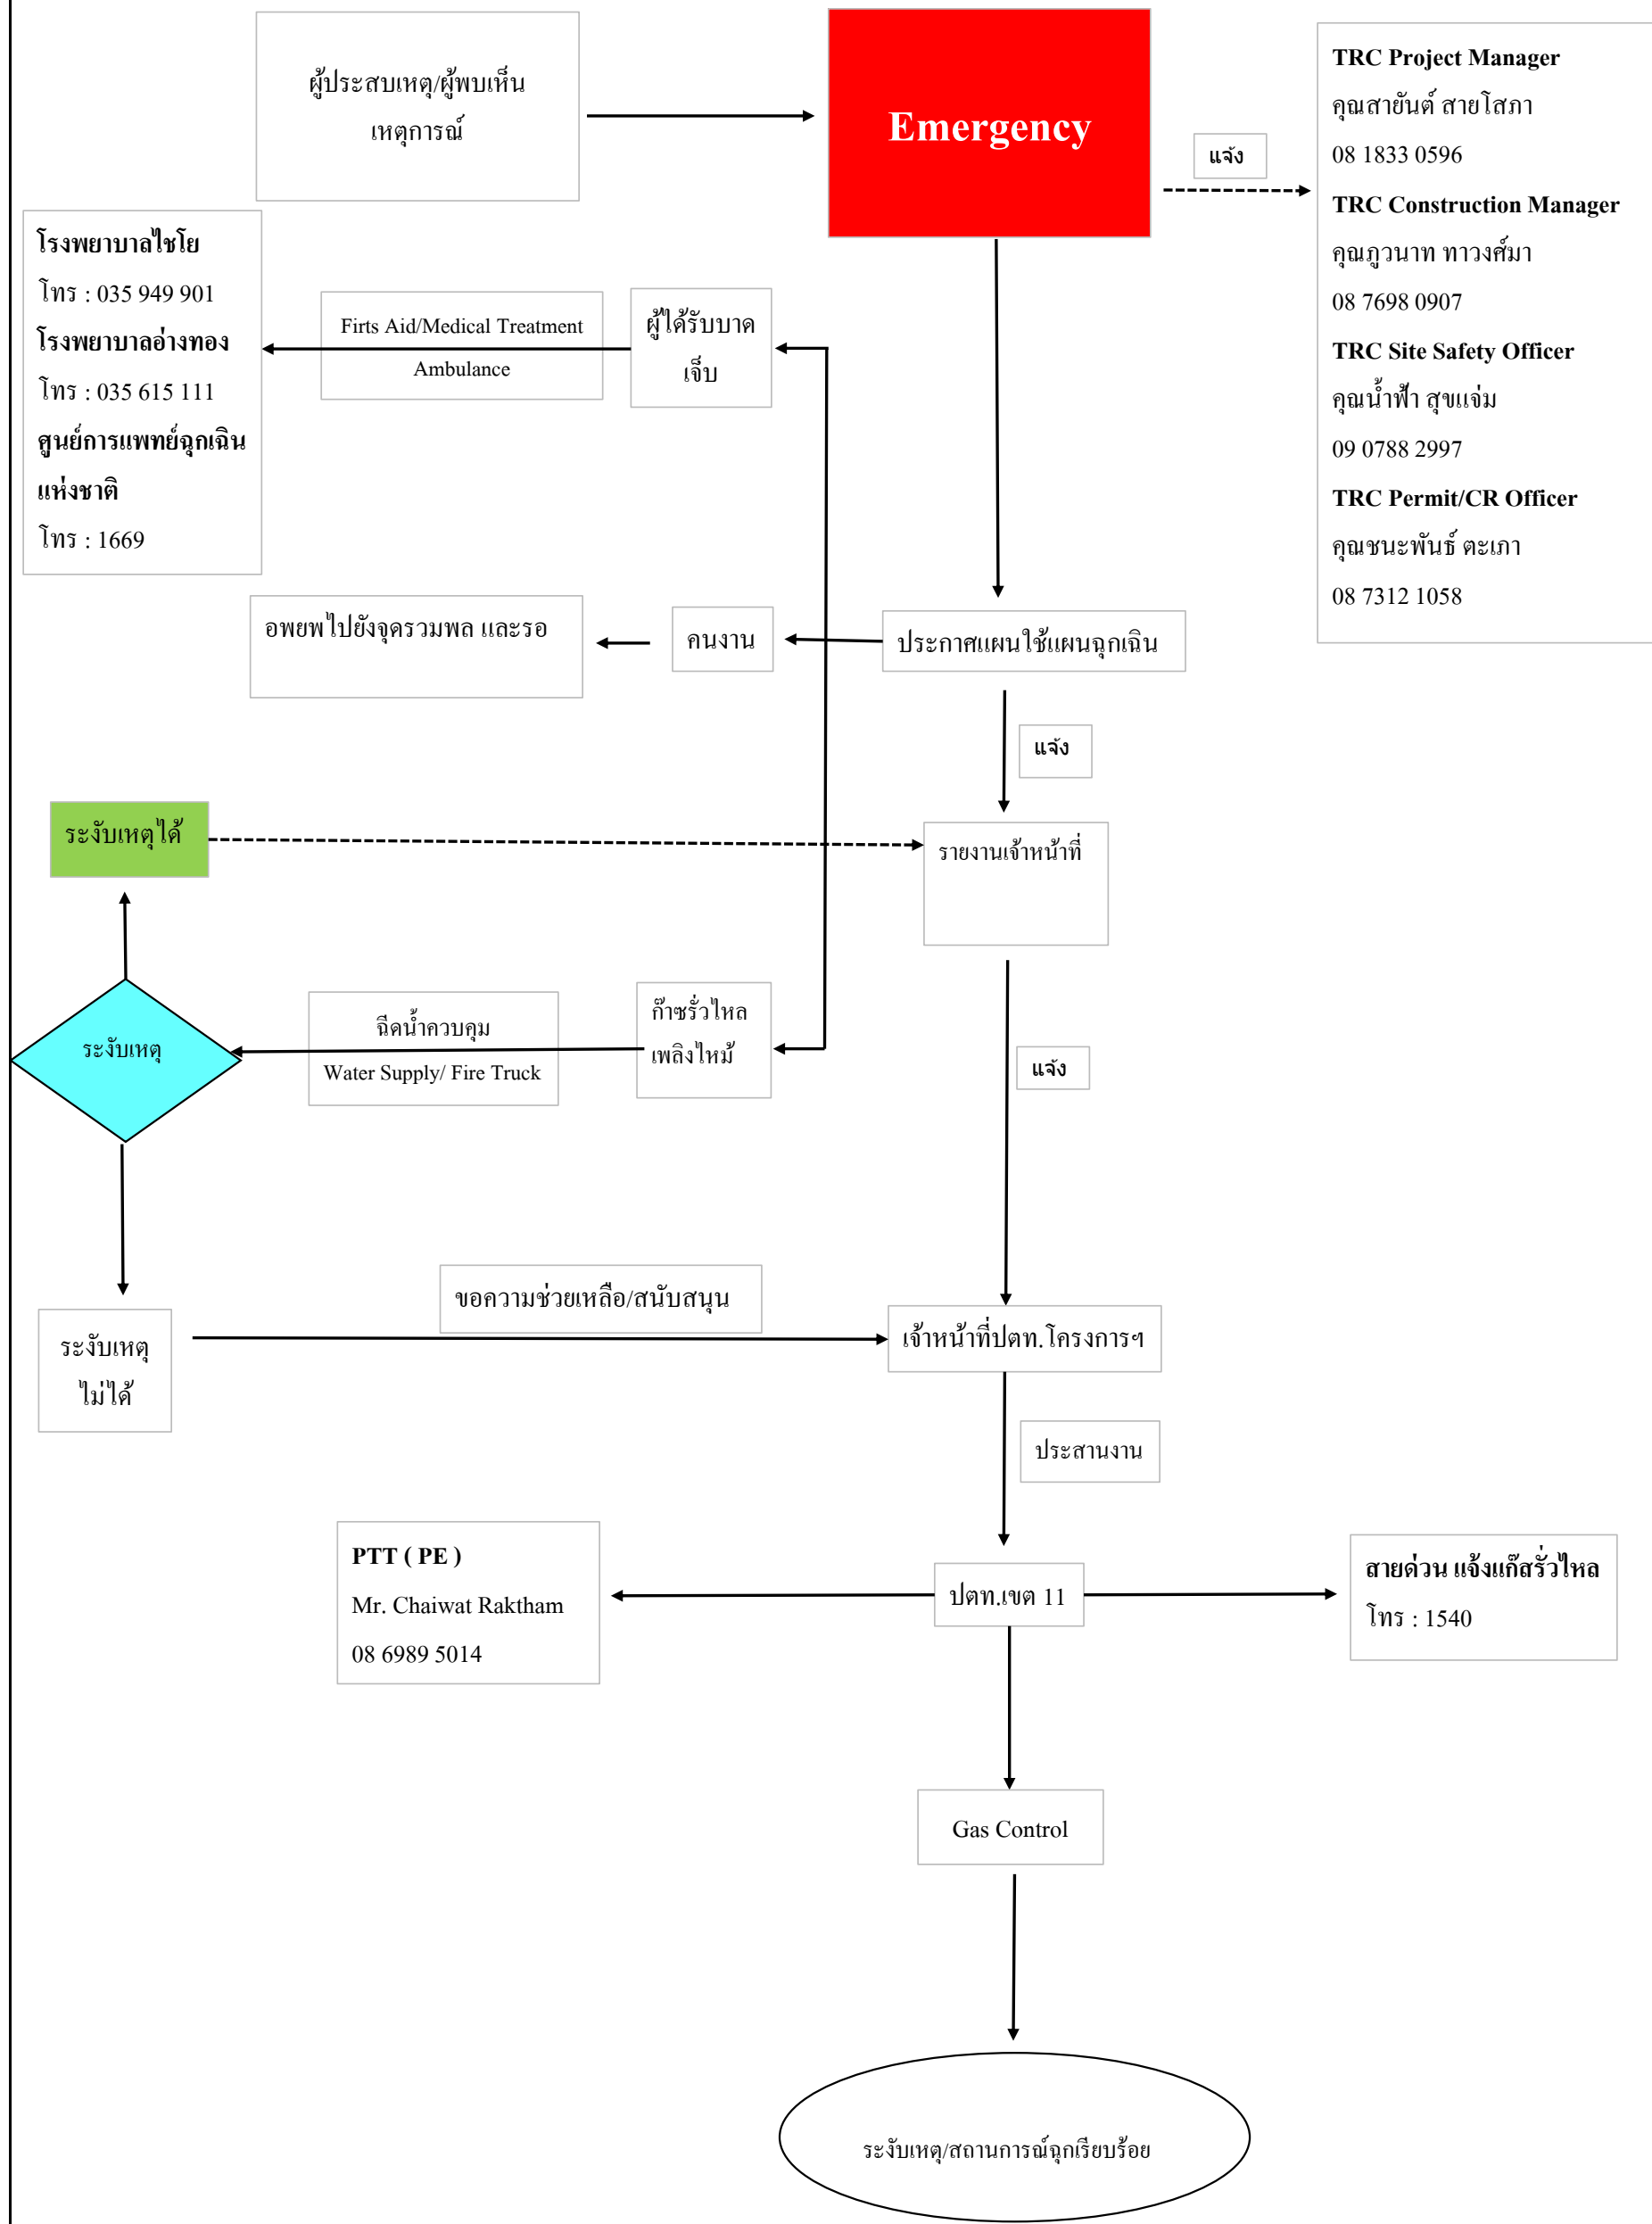 ผู้ประสบเหตุ/ผู้พบเห็น
เหตุการณ์
Emergency
แจ้ง
TRC Project Manager
คุณสายันต์ สายโสภา
08 1833 0596
TRC Construction Manager
คุณภูวนาท ทาวงศ์มา
08 7698 0907
TRC Site Safety Officer
คุณน้ำฟ้า สุขแจ่ม
09 0788 2997
TRC Permit/CR Officer
คุณชนะพันธ์ ตะเภา
08 7312 1058
โรงพยาบาลไชโย
โทร : 035 949 901
โรงพยาบาลอ่างทอง
โทร : 035 615 111
ศูนย์การแพทย์ฉุกเฉิน
แห่งชาติ
โทร : 1669
Firts Aid/Medical Treatment
Ambulance
ผู้ได้รับบาด
เจ็บ
อพยพไปยังจุดรวมพล และรอ
คนงาน
ประกาศแผนใช้แผนฉุกเฉิน
แจ้ง
ระงับเหตุได้
รายงานเจ้าหน้าที่
ระงับเหตุ
ฉีดน้ำควบคุม
Water Supply/ Fire Truck
ก๊าซรั่วไหล
เพลิงไหม้
แจ้ง
ขอความช่วยเหลือ/สนับสนุน
ระงับเหตุ
ไม่ได้
เจ้าหน้าที่ปตท.โครงการฯ
ประสานงาน
PTT ( PE )
Mr. Chaiwat Raktham
08 6989 5014
ปตท.เขต 11
สายด่วน แจ้งแก๊สรั่วไหล
โทร : 1540
Gas Control
ระงับเหตุ/สถานการณ์ฉุกเรียบร้อย